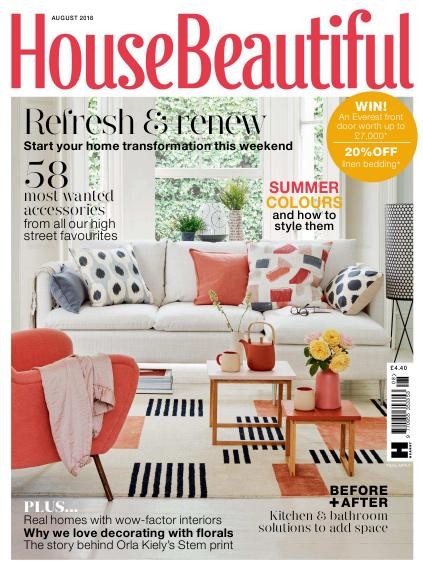 AUGUST 2018
HouseBeautiful
WIN!
An Everest front
door worth up to
£7,000*
20% OFF
linen bedding*
Refresh & renew
Start your home transformation this weekend
58
most wanted
accessories
from all our high
street favourites
SUMMER
COLOURS
and how to
style them
£4.40
H
BEFORE
+AFTER
Kitchen & bathroom
solutions to add space
PLUS...
Real homes with wow-factor interiors
Why we love decorating with florals
The story behind Orla Kiely's Stem print